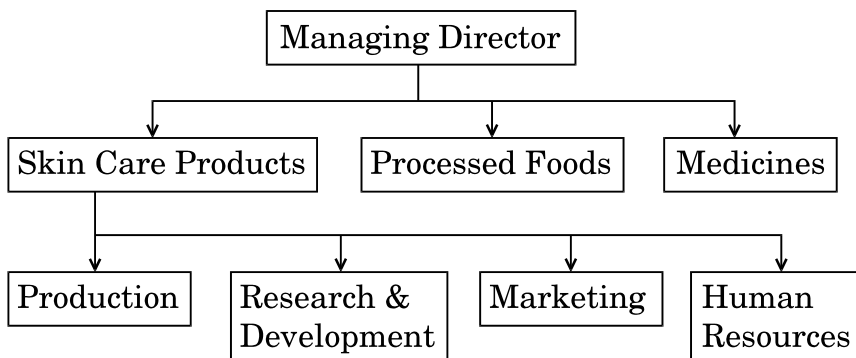 Managing Director
Skin Care Products
Processed Foods
Medicines
Production
Research &
Development
Marketing
Human
Resources